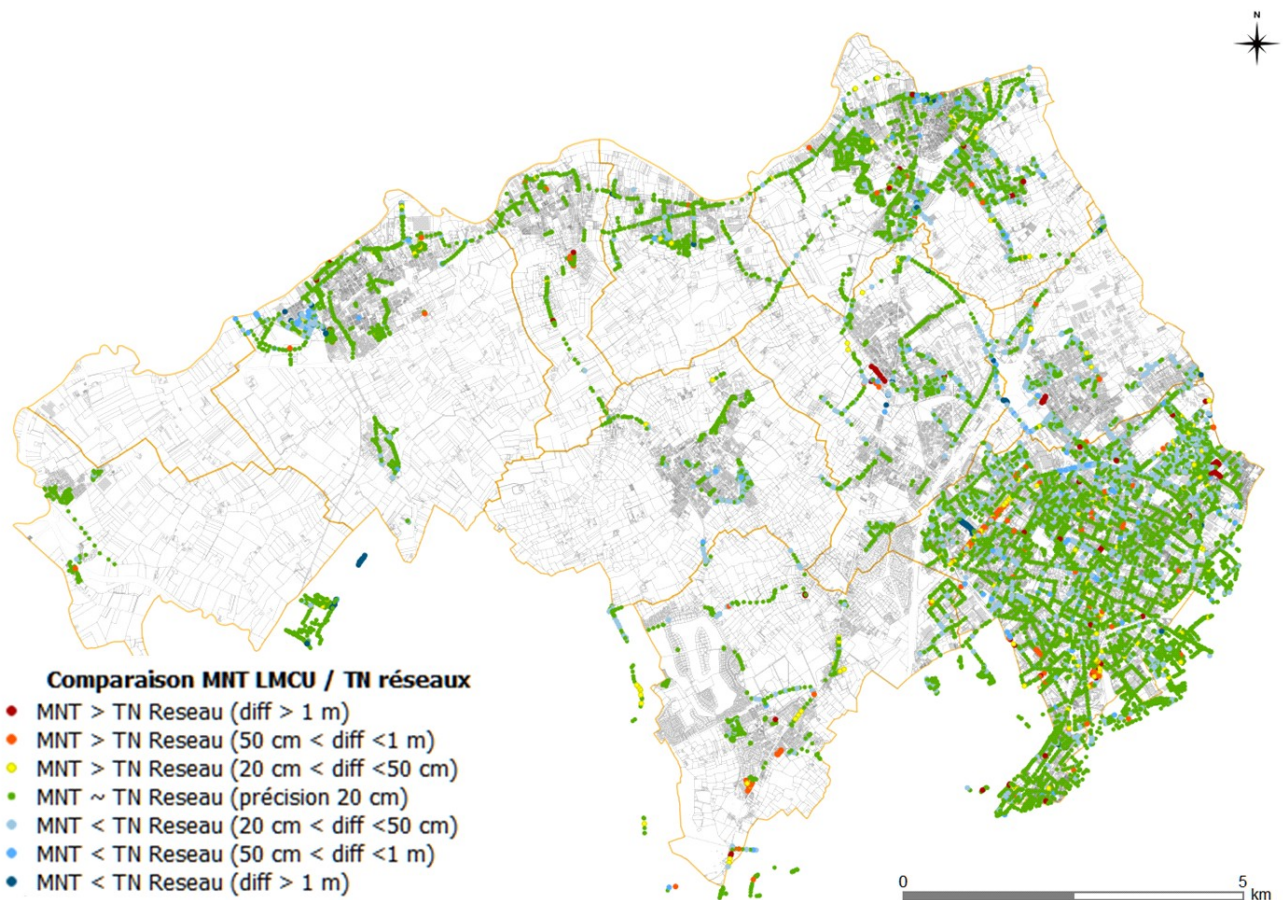 N
Comparaison MNT LMCU / TN réseaux
MNT > TN Reseau (diff > 1 m)
MNT > TN Reseau (50 cm < diff <1 m)
MNT > TN Reseau (20 cm < diff <50 cm)
MNT ~ TN Reseau (précision 20 cm)
MNT < TN Reseau (20 cm < diff <50 cm)
MNT < TN Reseau (50 cm < diff <1 m)
MNT < TN Reseau (diff > 1 m)
0 5
km